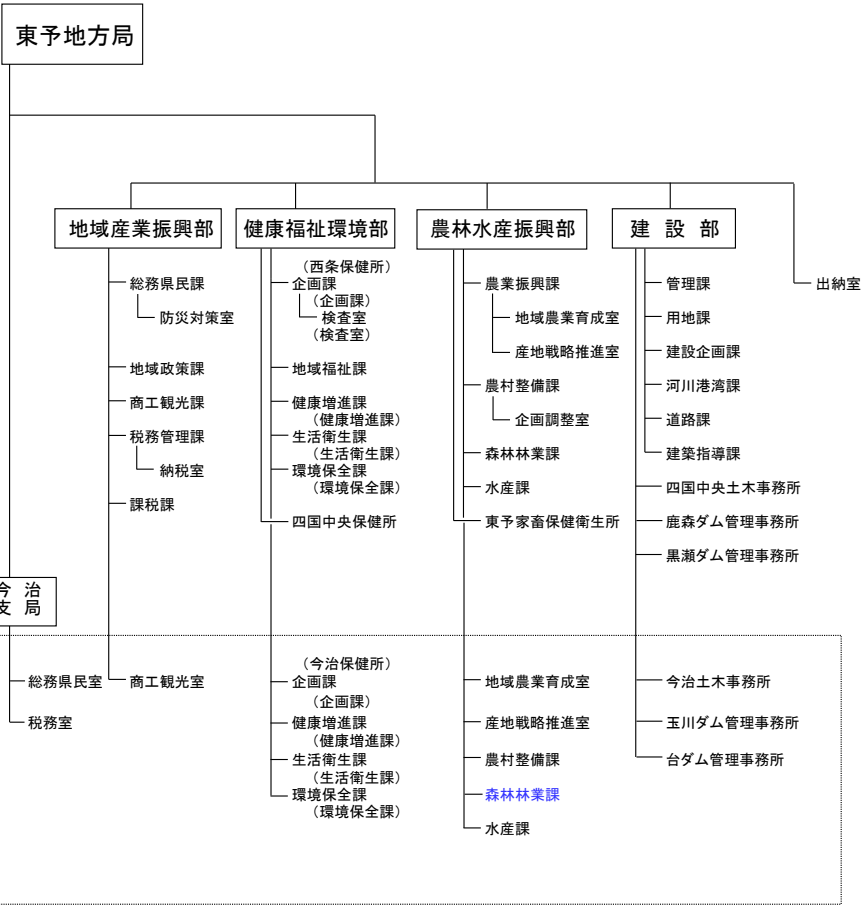 東予地方局
地域産業振興部
総務県民課
防災対策室
地域政策課
商工観光課
税務管理課
納税室
課税課
健康福祉環境部
(西条保健所)
企画課
(企画課)
検査室
(検査室)
地域福祉課
健康増進課
(健康増進課)
生活衛生課
(生活衛生課)
環境保全課
(環境保全課)
四国中央保健所
農林水産振興部
農業振興課
地域農業育成室
産地戦略推進室
農村整備課
企画調整室
森林林業課
水産課
東予家畜保健衛生所
建設部
管理課
用地課
建設企画課
河川港湾課
道路課
建築指導課
四国中央土木事務所
鹿森ダム管理事務所
黒瀬ダム管理事務所
出納室
今治
支局
総務県民室
税務室
商工観光室
(今治保健所)
企画課
(企画課)
健康増進課
(健康増進課)
生活衛生課
(生活衛生課)
環境保全課
(環境保全課)
地域農業育成室
産地戦略推進室
農村整備課
森林林業課
水産課
今治土木事務所
玉川ダム管理事務所
台ダム管理事務所